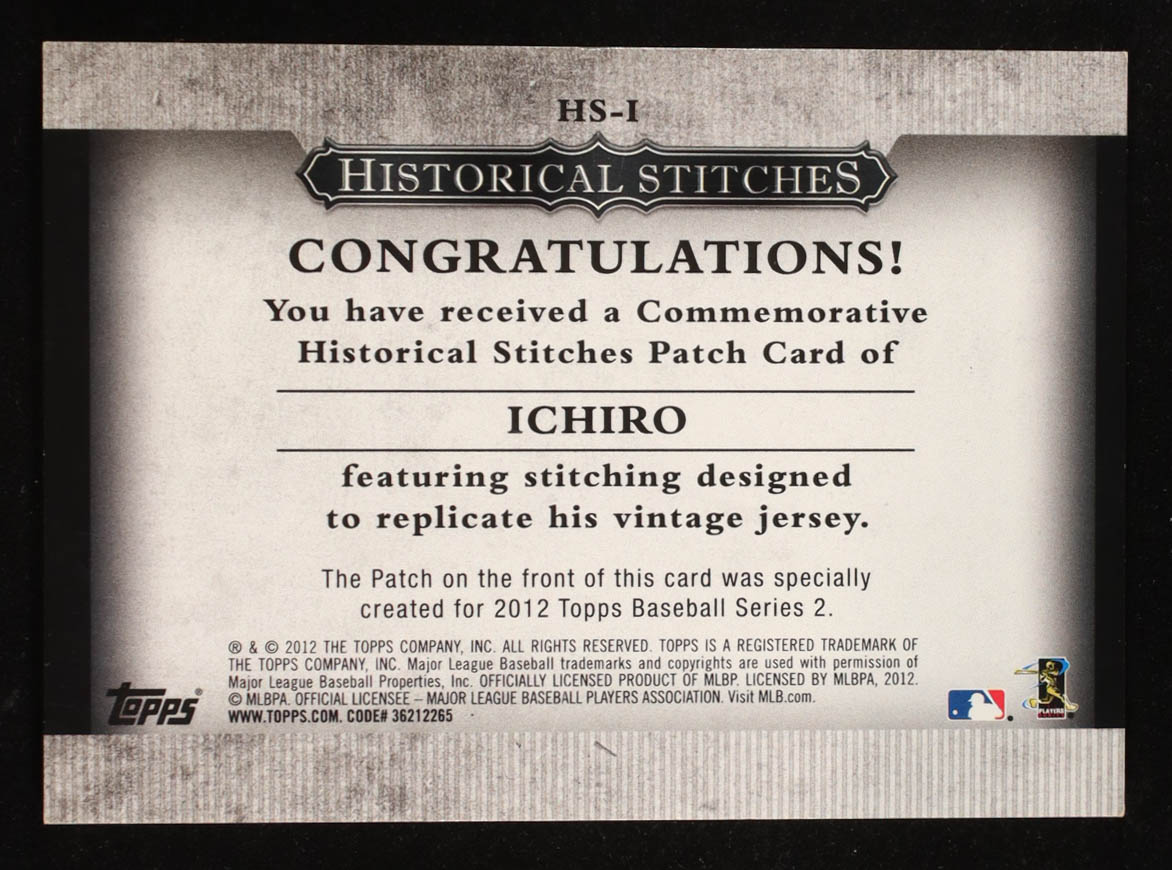 HS-I
HISTORICAL STITCHES
CONGRATULATIONS!
You have received a Commemorative
Historical Stitches Patch Card of
ICHIRO
featuring stitching designed
to replicate his vintage jersey.
The Patch on the front of this card was specially
created for 2012 Topps Baseball Series 2.
® & © 2012 THE TOPPS COMPANY, INC. ALL RIGHTS RESERVED. TOPPS IS A REGISTERED TRADEMARK OF
THE TOPPS COMPANY, INC. Major League Baseball trademarks and copyrights are used with permission of
Major League Baseball Properties, Inc. OFFICIALLY LICENSED PRODUCT OF MLBP. LICENSED BY MLBPA, 2012.
© MLBPA. OFFICIAL LICENSEE – MAJOR LEAGUE BASEBALL PLAYERS ASSOCIATION. Visit MLB.com.
WWW.TOPPS.COM. CODE# 36212265
topps®
PLAYERS